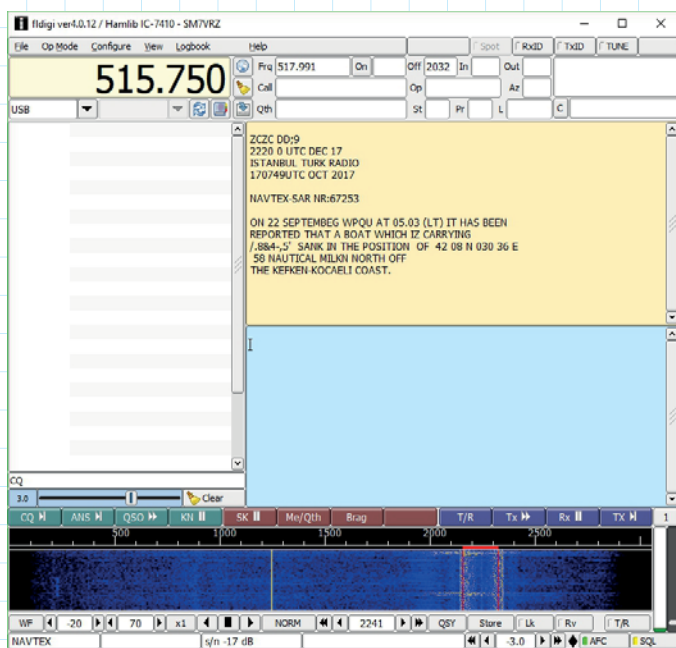 fldigi ver4.0.12 / Hamlib IC-7410 - SM7VRZ
File Op Mode Configure View Logbook Help Spot RxID TxID TUNE
515.750
Frq 517.991 On Off 2032 In Out
Call Op Az
USB Qth St Pr L C
ZCZC DD;9
2220 0 UTC DEC 17
ISTANBUL TURK RADIO
170749UTC OCT 2017
NAVTEX-SAR NR:67253
ON 22 SEPTEMBEG WPQU AT 05.03 (LT) IT HAS BEEN
REPORTED THAT A BOAT WHICH IZ CARRYING
/.8&4-,5' SANK IN THE POSITION OF 42 08 N 030 36 E
58 NAUTICAL MILKN NORTH OFF
THE KEFKEN-KOCAELI COAST.
CQ
3.0 Clear
CQ ANS QSO KN SK Me/Qth Brag T/R Tx Rx TX 1
500 1000 1500 2000 2500
WF -20 70 x1 NORM 2241 QSY Store Lk Rv T/R
NAVTEX s/n -17 dB -3.0 AFC SQL